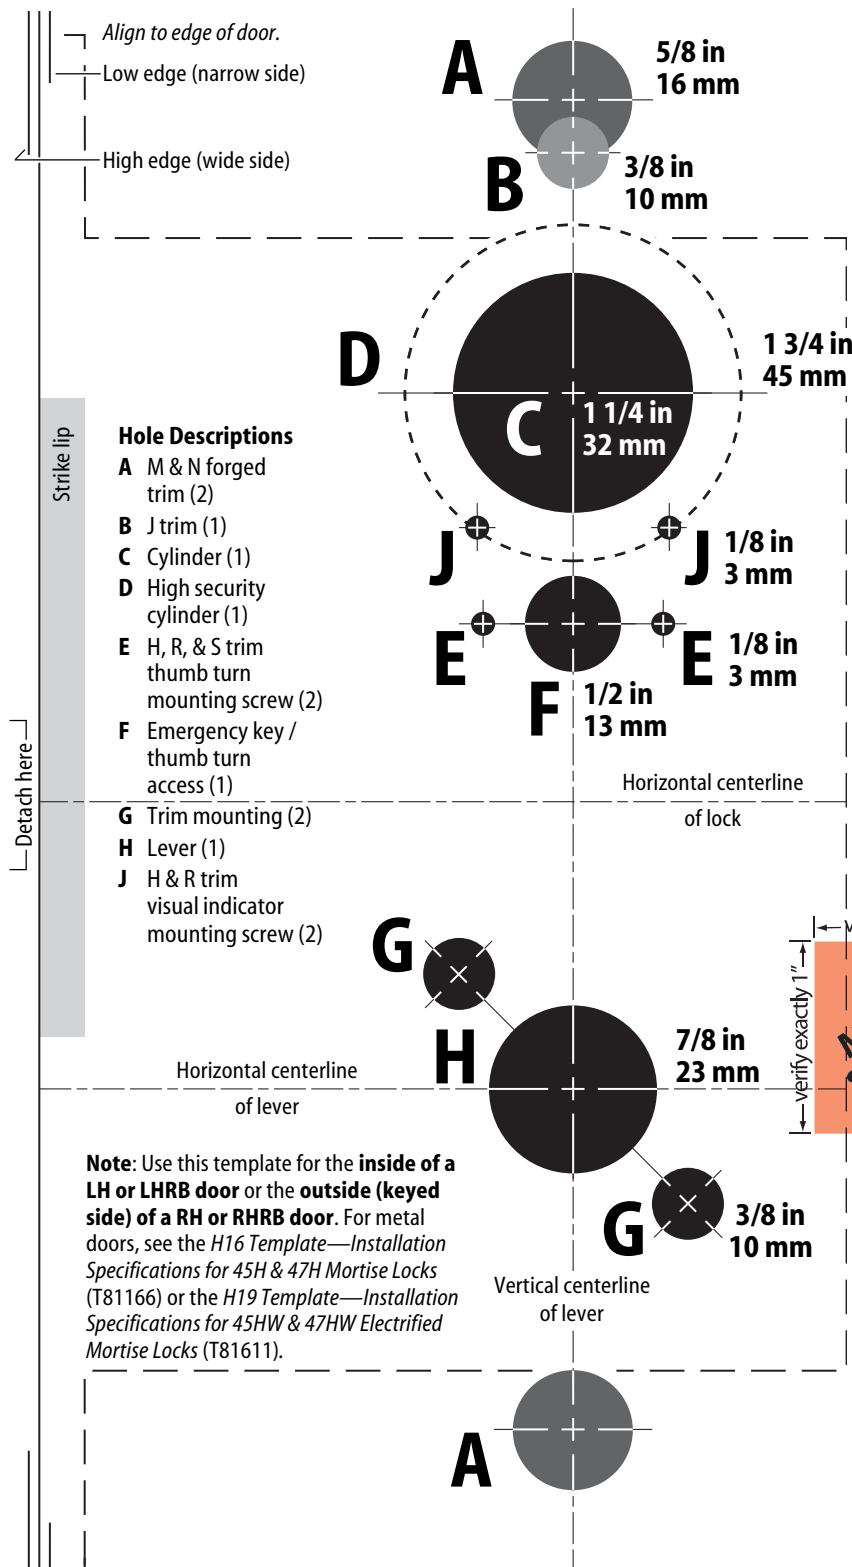 Align to edge of door.
Low edge (narrow side)
High edge (wide side)
A
5/8 in
16 mm
B
3/8 in
10 mm
D
1 3/4 in
45 mm
C
1 1/4 in
32 mm
Strike lip
Hole Descriptions
A M & N forged
trim (2)
B J trim (1)
C Cylinder (1)
D High security
cylinder (1)
E H, R, & S trim
thumb turn
mounting screw (2)
F Emergency key /
thumb turn
access (1)
G Trim mounting (2)
H Lever (1)
J H & R trim
visual indicator
mounting screw (2)
J
J
1/8 in
3 mm
E
E
1/8 in
3 mm
F
1/2 in
13 mm
Detach here
Horizontal centerline
of lock
G
H
7/8 in
23 mm
verify exactly 1"
Horizontal centerline
of lever
Note: Use this template for the inside of a
LH or LHRB door or the outside (keyed
side) of a RH or RHRB door. For metal
doors, see the H16 Template—Installation
Specifications for 45H & 47H Mortise Locks
(T81166) or the H19 Template—Installation
Specifications for 45HW & 47HW Electrified
Mortise Locks (T81611).
G
3/8 in
10 mm
Vertical centerline
of lever
A